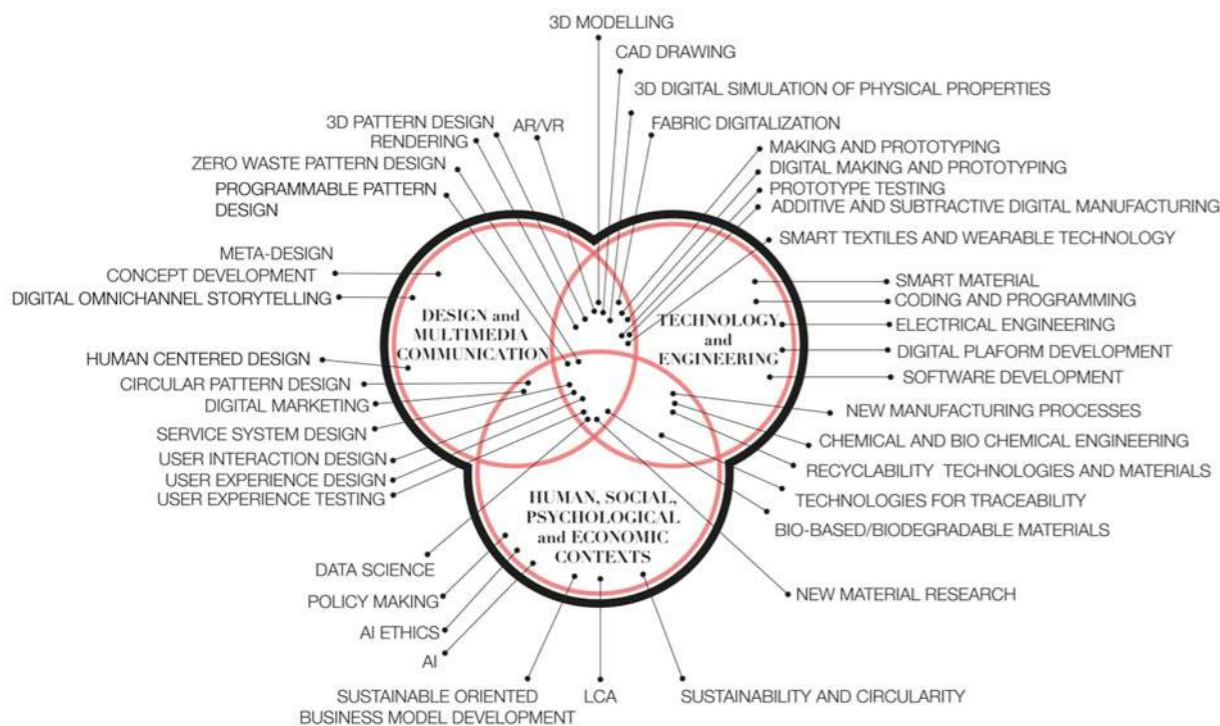 3D MODELLING
CAD DRAWING
3D DIGITAL SIMULATION OF PHYSICAL PROPERTIES
3D PATTERN DESIGN
AR/VR
FABRIC DIGITALIZATION
RENDERING
MAKING AND PROTOTYPING
ZERO WASTE PATTERN DESIGN
DIGITAL MAKING AND PROTOTYPING
PROGRAMMABLE PATTERN
DESIGN
PROTOTYPE TESTING
ADDITIVE AND SUBTRACTIVE DIGITAL MANUFACTURING
SMART TEXTILES AND WEARABLE TECHNOLOGY
META-DESIGN
CONCEPT DEVELOPMENT
SMART MATERIAL
DIGITAL OMNICHANNEL STORYTELLING
CODING AND PROGRAMMING
DESIGN and
MULTIMEDIA
COMMUNICATION
TECHNOLOGY
and
ENGINEERING
ELECTRICAL ENGINEERING
HUMAN CENTERED DESIGN
DIGITAL PLAFORM DEVELOPMENT
CIRCULAR PATTERN DESIGN
SOFTWARE DEVELOPMENT
DIGITAL MARKETING
NEW MANUFACTURING PROCESSES
SERVICE SYSTEM DESIGN
CHEMICAL AND BIO CHEMICAL ENGINEERING
USER INTERACTION DESIGN
RECYCLABILITY TECHNOLOGIES AND MATERIALS
USER EXPERIENCE DESIGN
USER EXPERIENCE TESTING
TECHNOLOGIES FOR TRACEABILITY
HUMAN, SOCIAL,
PSYCHOLOGICAL
and ECONOMIC
CONTEXTS
BIO-BASED/BIODEGRADABLE MATERIALS
DATA SCIENCE
NEW MATERIAL RESEARCH
POLICY MAKING
AI ETHICS
AI
SUSTAINABLE ORIENTED
BUSINESS MODEL DEVELOPMENT
LCA
SUSTAINABILITY AND CIRCULARITY